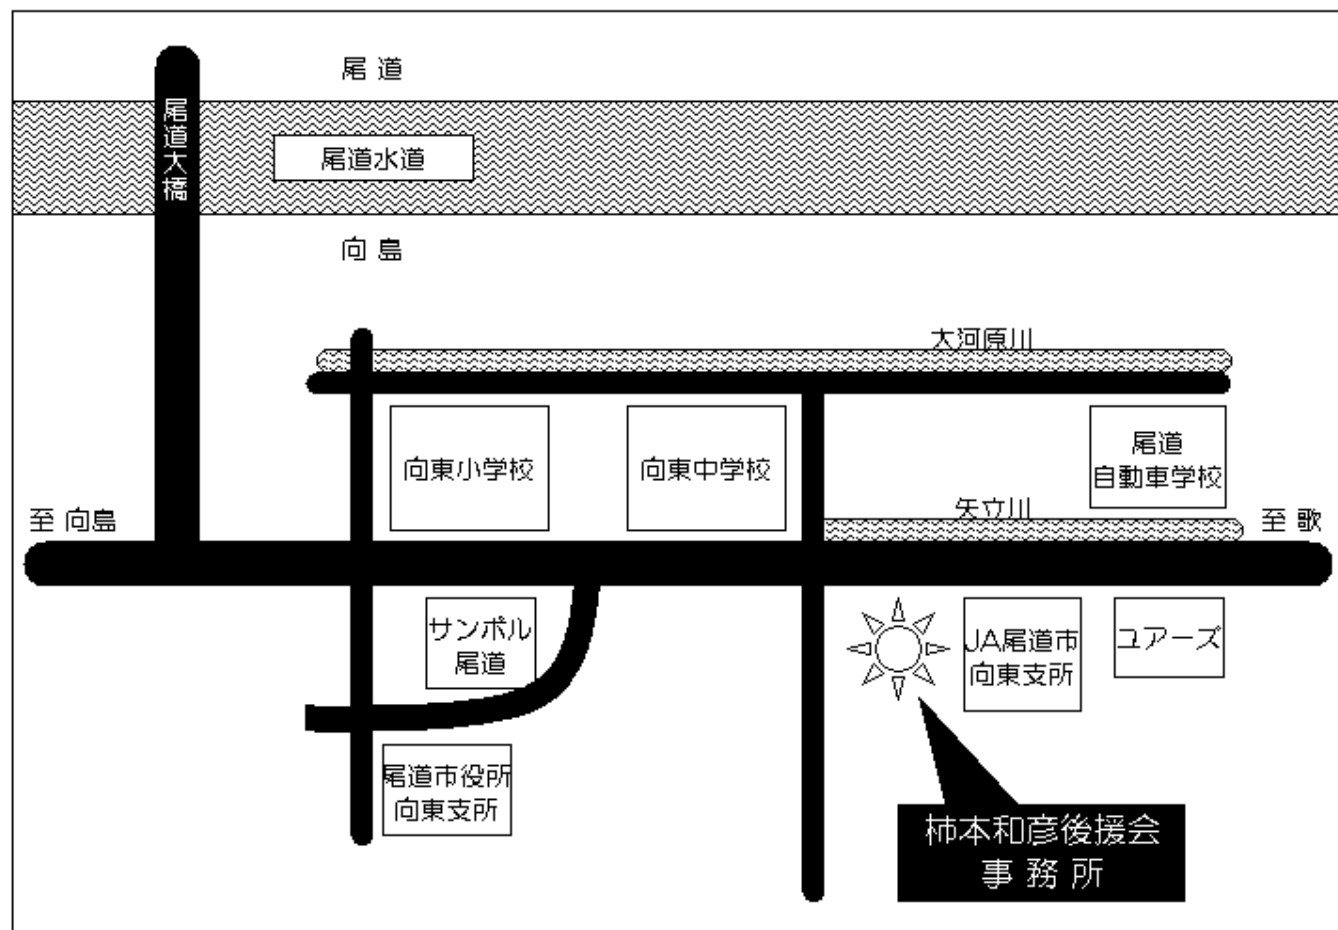 尾道
尾道大橋
尾道水道
向島
大河原川
向東小学校
向東中学校
尾道
自動車学校
至 向島
矢立川
至 歌
サンポル
尾道
JA尾道市
向東支所
ユアーズ
尾道市役所
向東支所
柿本和彦後援会
事務所